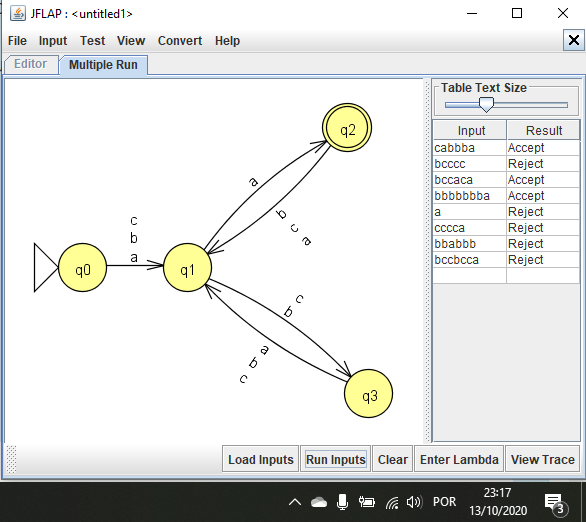 JFLAP : <untitled1>
File Input Test View Convert Help
Editor Multiple Run
Table Text Size
Input Result
cabbba Accept
bcccc Reject
bccaca Accept
bbbbbbba Accept
a Reject
cccca Reject
bbabbb Reject
bccbcca Reject
q2
a
b
c
a
c
b
a
q0
q1
c
b
a
b
c
q3
Load Inputs Run Inputs Clear Enter Lambda View Trace
POR
23:17
13/10/2020
3